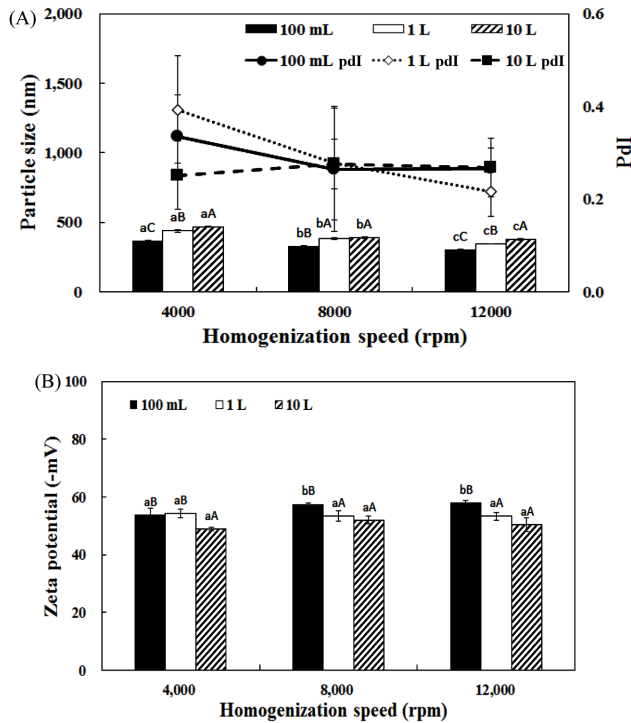 (A)
2,000
1,500
1,000
500
0
Particle size (nm)
100 mL 1 L 10 L
100 mL pdI 1 L pdI 10 L pdI
0.6
0.4
0.2
0.0
PdI
aC aB aA bB bA bA cC cB cA
4000 8000 12000
Homogenization speed (rpm)
(B)
100
80
60
40
20
0
Zeta potential (-mV)
100 mL 1 L 10 L
aB aB aA bB aA aA bB aA aA
4,000 8,000 12,000
Homogenization speed (rpm)